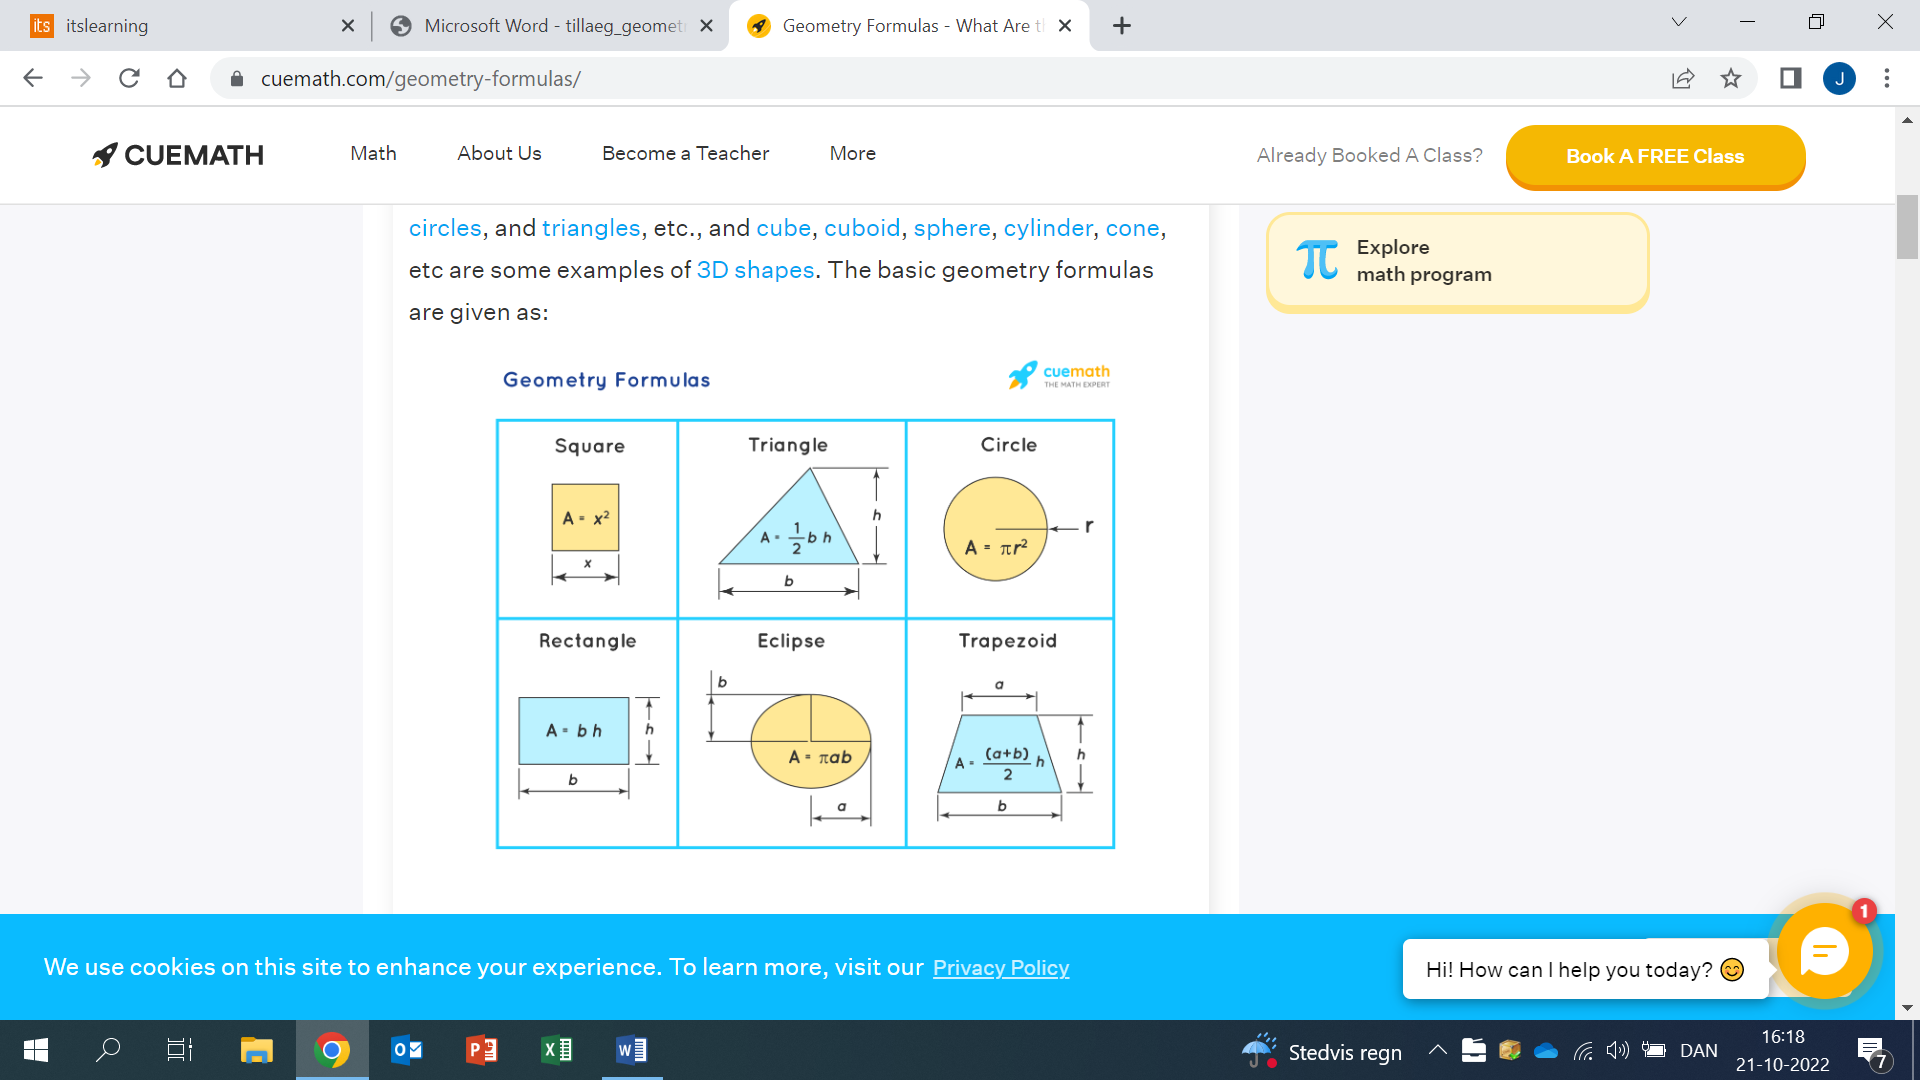 its itslearning
Microsoft Word - tillaeg_geomet
Geometry Formulas - What Are t
cuemath.com/geometry-formulas/
J
CUEMATH
Math
About Us
Become a Teacher
More
Already Booked A Class?
Book A FREE Class
circles, and triangles, etc., and cube, cuboid, sphere, cylinder, cone,
etc are some examples of 3D shapes. The basic geometry formulas
are given as:
π Explore
math program
Geometry Formulas
cuemath
THE MATH EXPERT
Square
A = x²
x
Triangle
A = 1/2 b h
h
b
Circle
A = πr²
r
Rectangle
A = b h
h
b
Eclipse
b
A = πab
a
Trapezoid
a
A = (a+b)/2 h
h
b
We use cookies on this site to enhance your experience. To learn more, visit our Privacy Policy
Hi! How can I help you today? 😊
1
Stedvis regn
DAN
16:18
21-10-2022
7